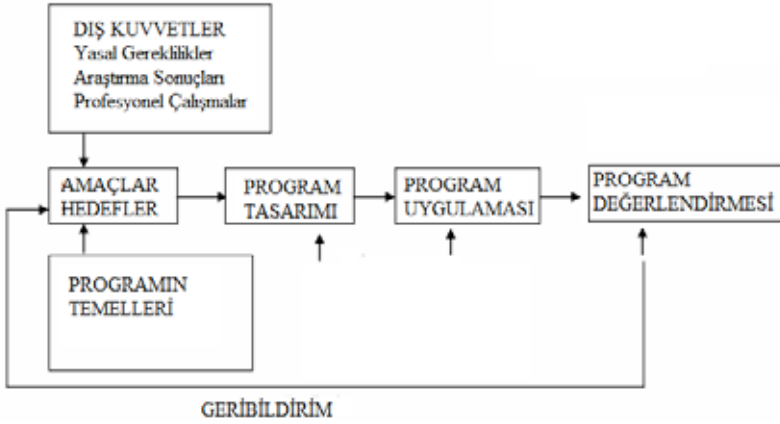 DIŞ KUVVETLER
Yasal Gereklilikler
Araştırma Sonuçları
Profesyonel Çalışmalar
AMAÇLAR
HEDEFLER
PROGRAM
TASARIMI
PROGRAM
UYGULAMASI
PROGRAM
DEĞERLENDİRMESİ
PROGRAMIN
TEMELLERİ
GERİBİLDİRİM